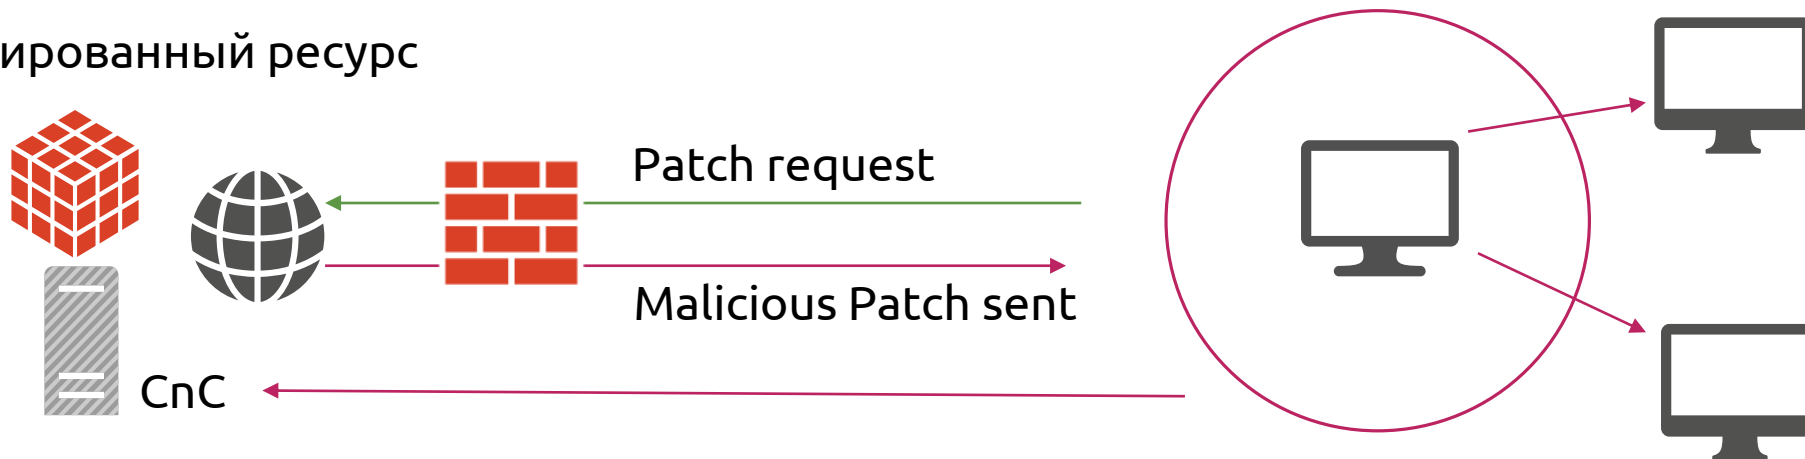 ированный ресурс
Patch request
Malicious Patch sent
CnC